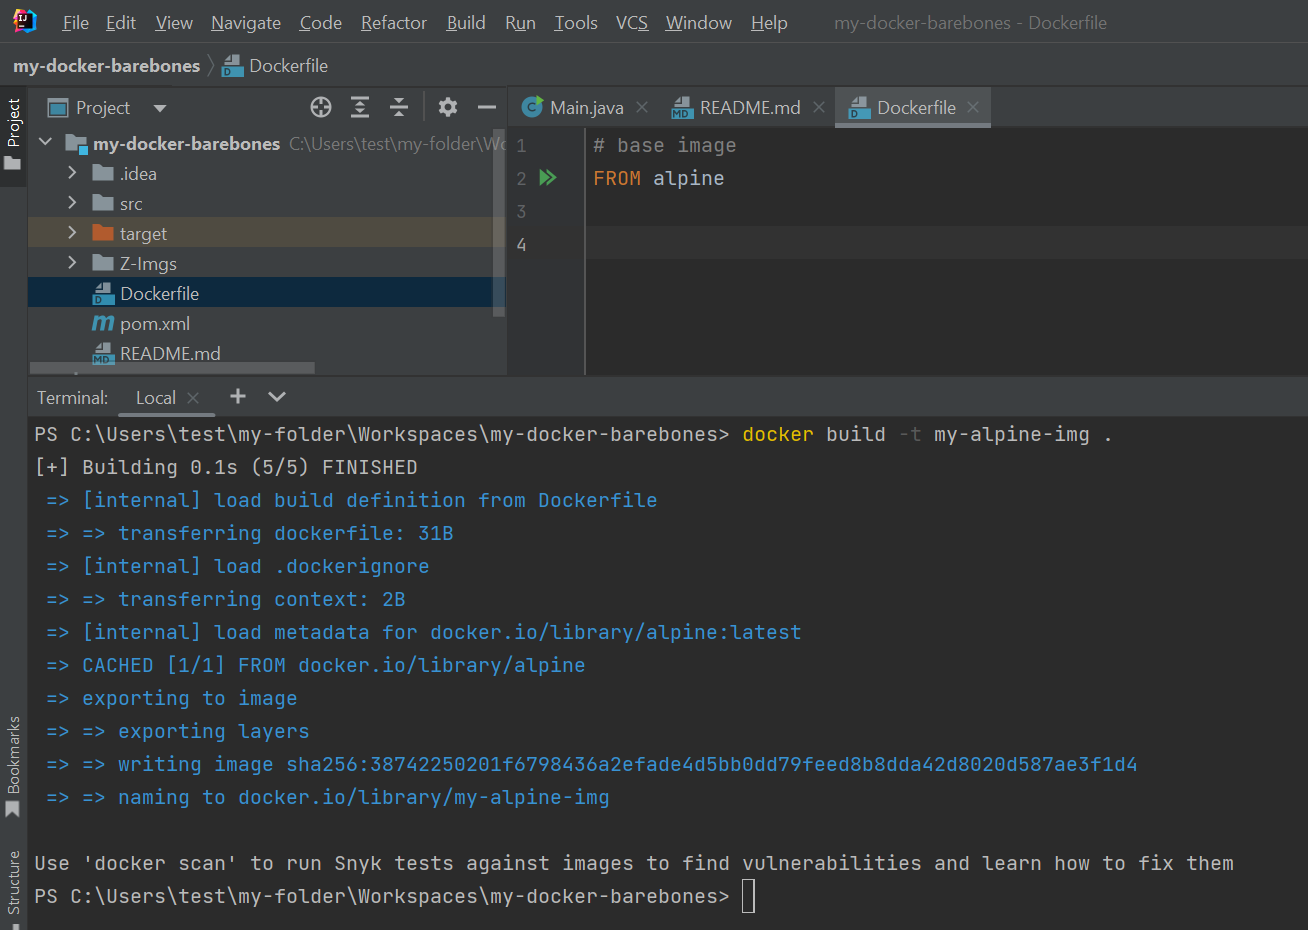 File Edit View Navigate Code Refactor Build Run Tools VCS Window Help my-docker-barebones - Dockerfile
my-docker-barebones Dockerfile
Project
Project
Main.java README.md Dockerfile
my-docker-barebones C:\Users\test\my-folder\Wo
.idea
src
target
Z-Imgs
Dockerfile
pom.xml
README.md
1 # base image
2 FROM alpine
3
4
Terminal: Local
PS C:\Users\test\my-folder\Workspaces\my-docker-barebones> docker build -t my-alpine-img .
[+] Building 0.1s (5/5) FINISHED
=> [internal] load build definition from Dockerfile
=> => transferring dockerfile: 31B
=> [internal] load .dockerignore
=> => transferring context: 2B
=> [internal] load metadata for docker.io/library/alpine:latest
=> CACHED [1/1] FROM docker.io/library/alpine
=> exporting to image
=> => exporting layers
=> => writing image sha256:38742250201f6798436a2efade4d5bb0dd79feed8b8dda42d8020d587ae3f1d4
=> => naming to docker.io/library/my-alpine-img
Use 'docker scan' to run Snyk tests against images to find vulnerabilities and learn how to fix them
PS C:\Users\test\my-folder\Workspaces\my-docker-barebones>
Bookmarks
Structure